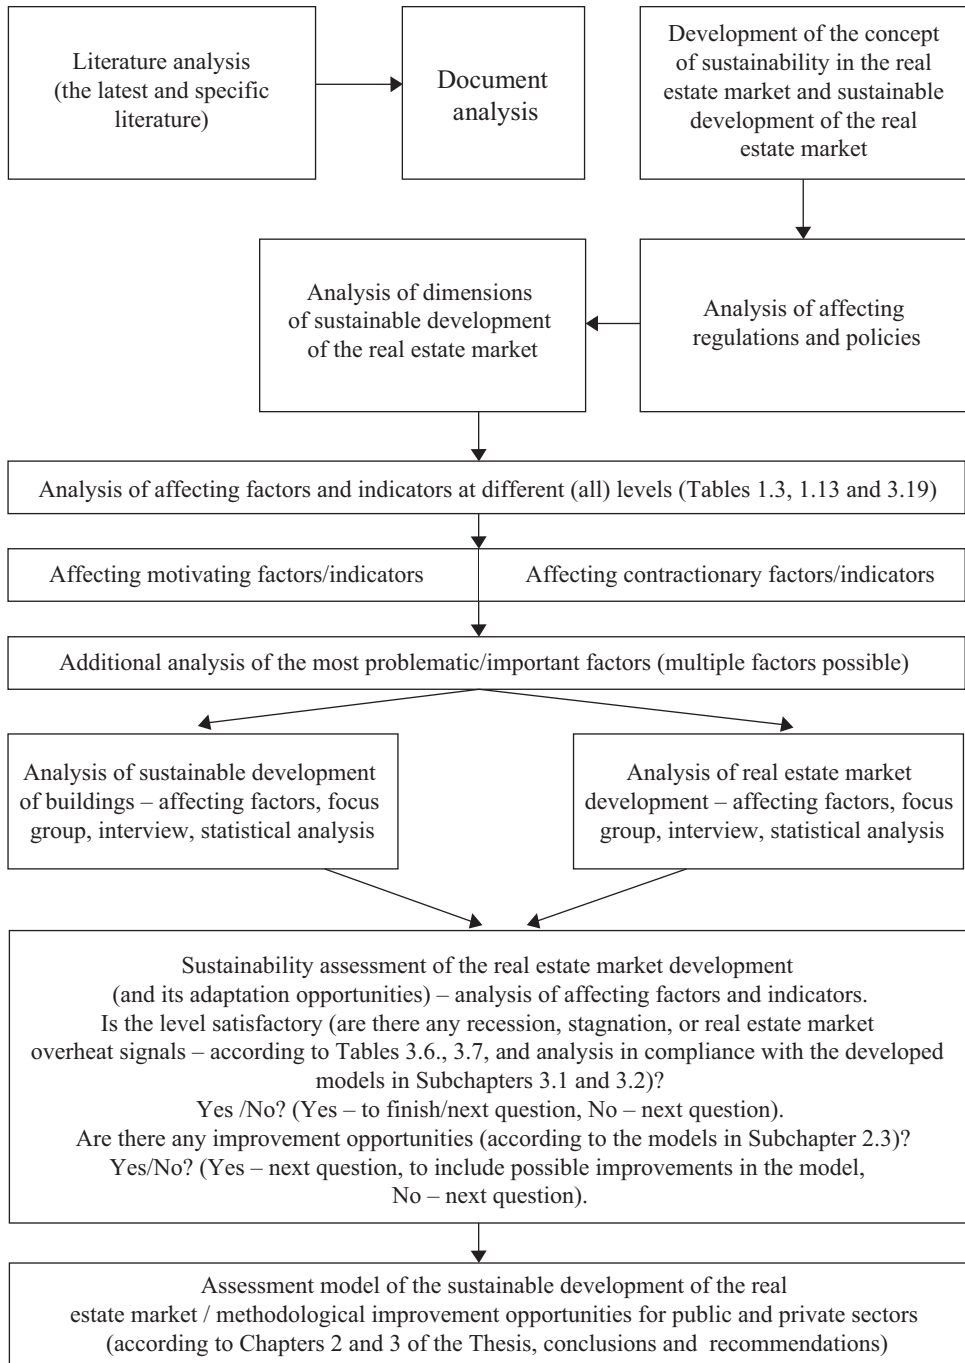 Literature analysis
(the latest and specific
literature)
Document
analysis
Development of the concept
of sustainability in the real
estate market and sustainable
development of the real
estate market
Analysis of dimensions
of sustainable development
of the real estate market
Analysis of affecting
regulations and policies
Analysis of affecting factors and indicators at different (all) levels (Tables 1.3, 1.13 and 3.19)
Affecting motivating factors/indicators
Affecting contractionary factors/indicators
Additional analysis of the most problematic/important factors (multiple factors possible)
Analysis of sustainable development
of buildings – affecting factors, focus
group, interview, statistical analysis
Analysis of real estate market
development – affecting factors, focus
group, interview, statistical analysis
Sustainability assessment of the real estate market development
(and its adaptation opportunities) – analysis of affecting factors and indicators.
Is the level satisfactory (are there any recession, stagnation, or real estate market
overheat signals – according to Tables 3.6., 3.7, and analysis in compliance with the developed
models in Subchapters 3.1 and 3.2)?
Yes /No? (Yes – to finish/next question, No – next question).
Are there any improvement opportunities (according to the models in Subchapter 2.3)?
Yes/No? (Yes – next question, to include possible improvements in the model,
No – next question).
Assessment model of the sustainable development of the real
estate market / methodological improvement opportunities for public and private sectors
(according to Chapters 2 and 3 of the Thesis, conclusions and recommendations)